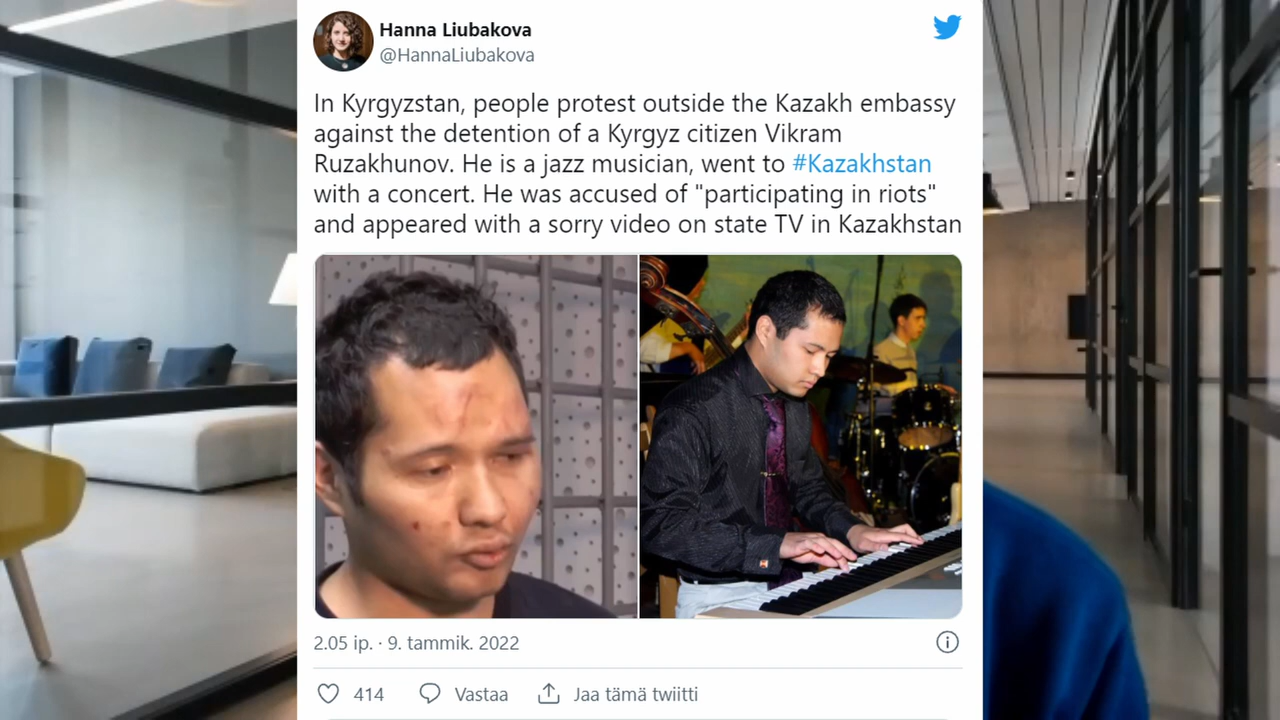 Hanna Liubakova
@HannaLiubakova
In Kyrgyzstan, people protest outside the Kazakh embassy
against the detention of a Kyrgyz citizen Vikram
Ruzakhunov. He is a jazz musician, went to #Kazakhstan
with a concert. He was accused of "participating in riots"
and appeared with a sorry video on state TV in Kazakhstan
2.05 ip. · 9. tammik. 2022
414 Vastaa Jaa tämä twiitti